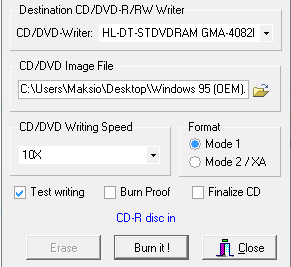 Destination CD/DVD-R/RW Writer
CD/DVD-Writer: HL-DT-STDVDRAM GMA-4082I
CD/DVD Image File
C:\Users\Maksio\Desktop\Windows 95 (OEM).
CD/DVD Writing Speed
10X
Format
Mode 1
Mode 2 / XA
Test writing Burn Proof Finalize CD
CD-R disc in
Erase Burn it ! Close